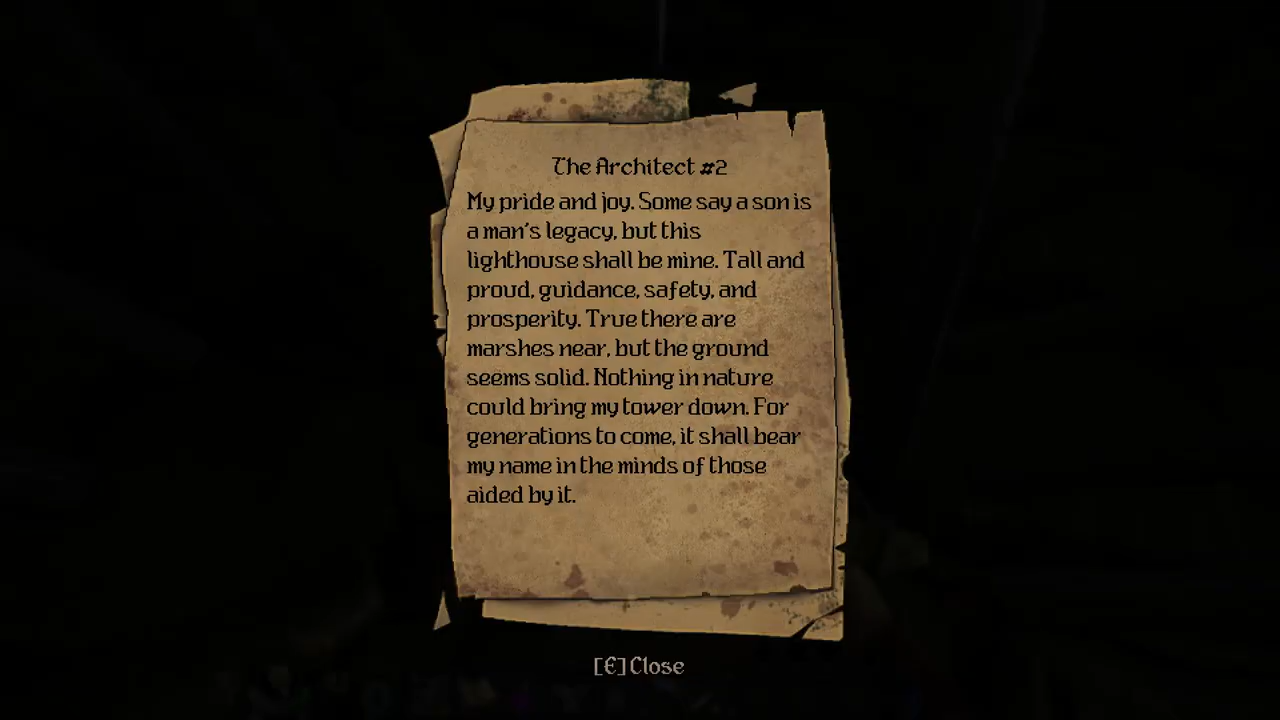 The Architect #2
My pride and joy. Some say a son is
a man's legacy, but this
lighthouse shall be mine. Tall and
proud, guidance, safety, and
prosperity. True there are
marshes near, but the ground
seems solid. Nothing in nature
could bring my tower down. For
generations to come, it shall bear
my name in the minds of those
aided by it.
[E] Close